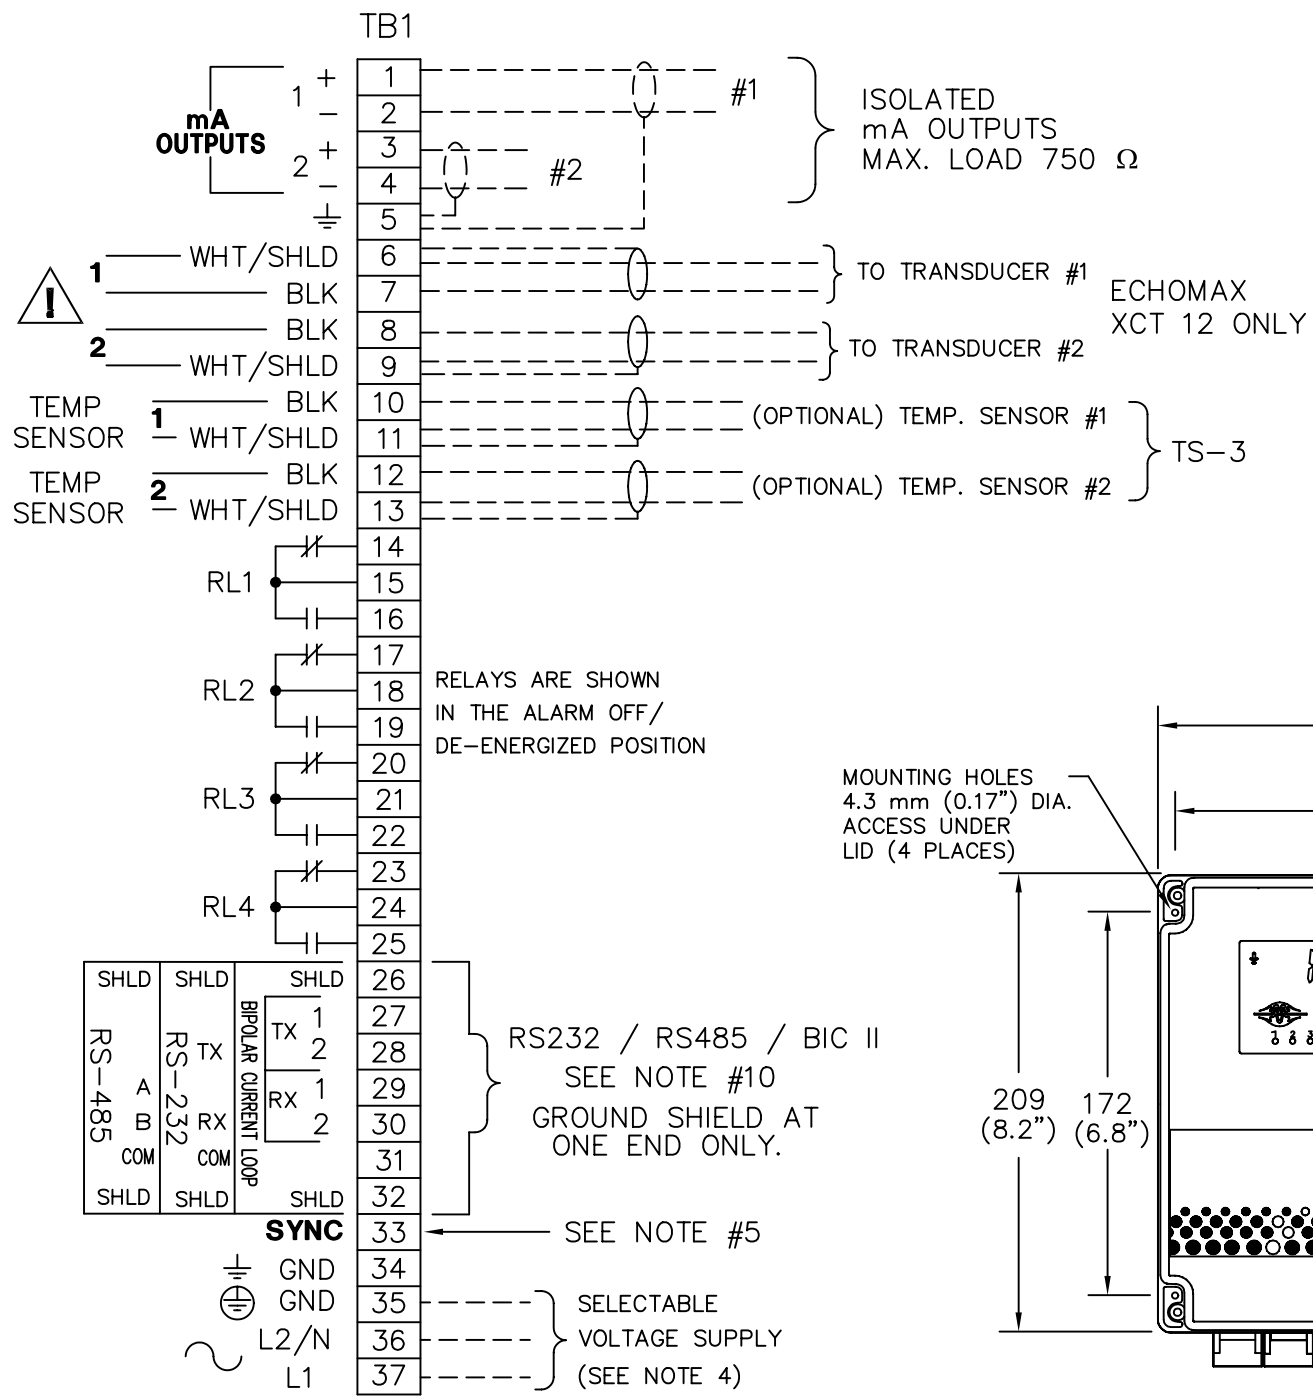 TB1
1 + 1 #1
- 2
mA
OUTPUTS
2 + 3 #2
- 4
5
ISOLATED
mA OUTPUTS
MAX. LOAD 750 Ω
1 WHT/SHLD 6
BLK 7
TO TRANSDUCER #1
!
BLK 8
2 WHT/SHLD 9
TO TRANSDUCER #2
ECHOMAX
XCT 12 ONLY
TEMP
SENSOR
1
BLK 10
WHT/SHLD 11
(OPTIONAL) TEMP. SENSOR #1
TEMP
SENSOR
2
BLK 12
WHT/SHLD 13
(OPTIONAL) TEMP. SENSOR #2
TS-3
14
RL1 15
16
17
RL2 18
19
RELAYS ARE SHOWN
IN THE ALARM OFF/
DE-ENERGIZED POSITION
20
RL3 21
22
23
RL4 24
25
SHLD SHLD SHLD 26
27
28
29
30
31
SHLD SHLD SHLD 32
RS-485
A
B
COM
RS-232
TX
RX
COM
BIPOLAR CURRENT LOOP
TX 1
2
RX 1
2
RS232 / RS485 / BIC II
SEE NOTE #10
GROUND SHIELD AT
ONE END ONLY.
SYNC 33 SEE NOTE #5
GND 34
GND 35
L2/N 36
L1 37
SELECTABLE
VOLTAGE SUPPLY
(SEE NOTE 4)
MOUNTING HOLES
4.3 mm (0.17") DIA.
ACCESS UNDER
LID (4 PLACES)
209
(8.2")
172
(6.8")
1 2 3